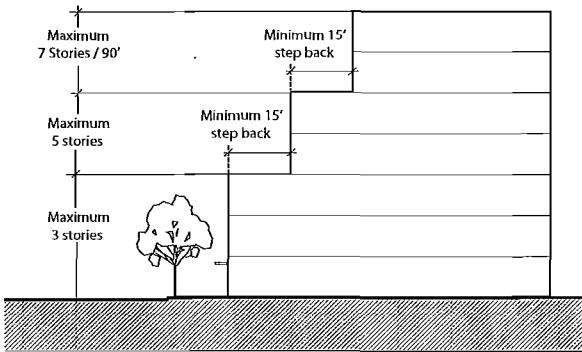 Maximum
7 Stories / 90'
Minimum 15'
step back
Maximum
5 stories
Minimum 15'
step back
Maximum
3 stories